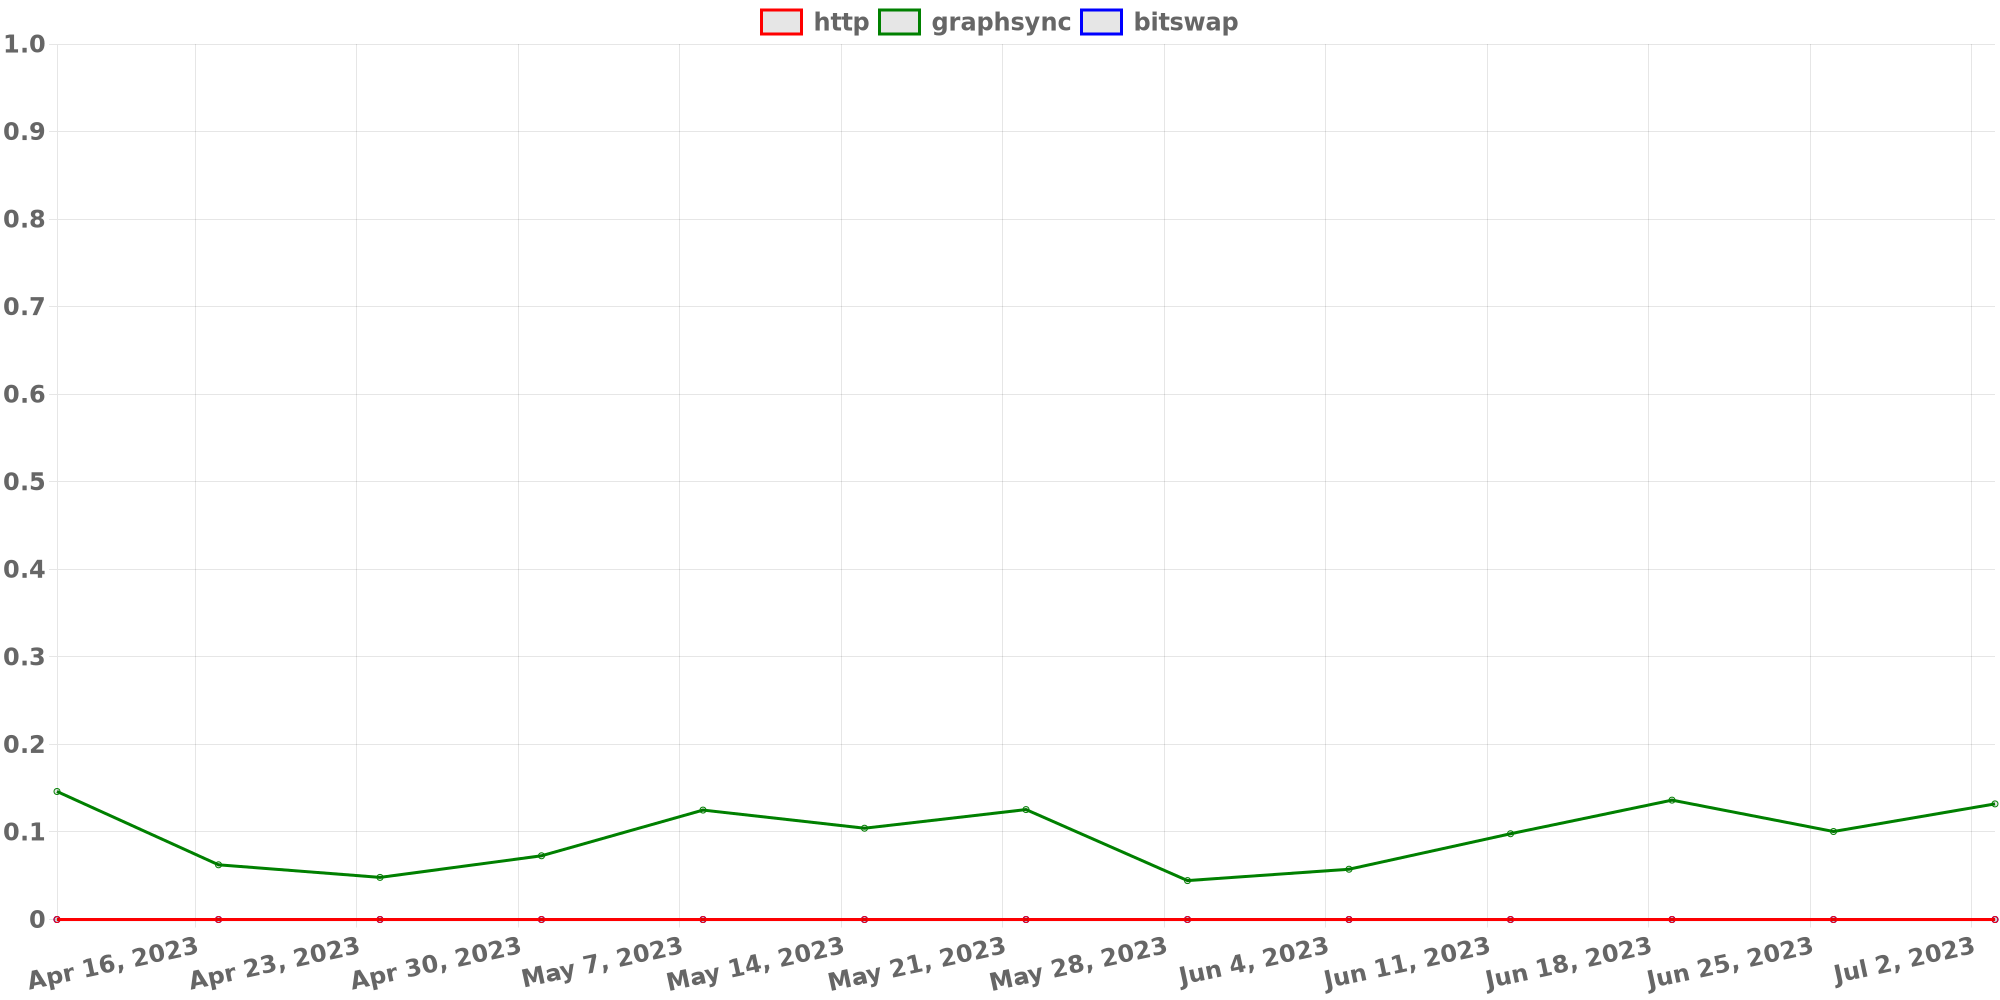 http graphsync bitswap
1.0
0.9
0.8
0.7
0.6
0.5
0.4
0.3
0.2
0.1
0
Apr 16, 2023
Apr 23, 2023
Apr 30, 2023
May 7, 2023
May 14, 2023
May 21, 2023
May 28, 2023
Jun 4, 2023
Jun 11, 2023
Jun 18, 2023
Jun 25, 2023
Jul 2, 2023